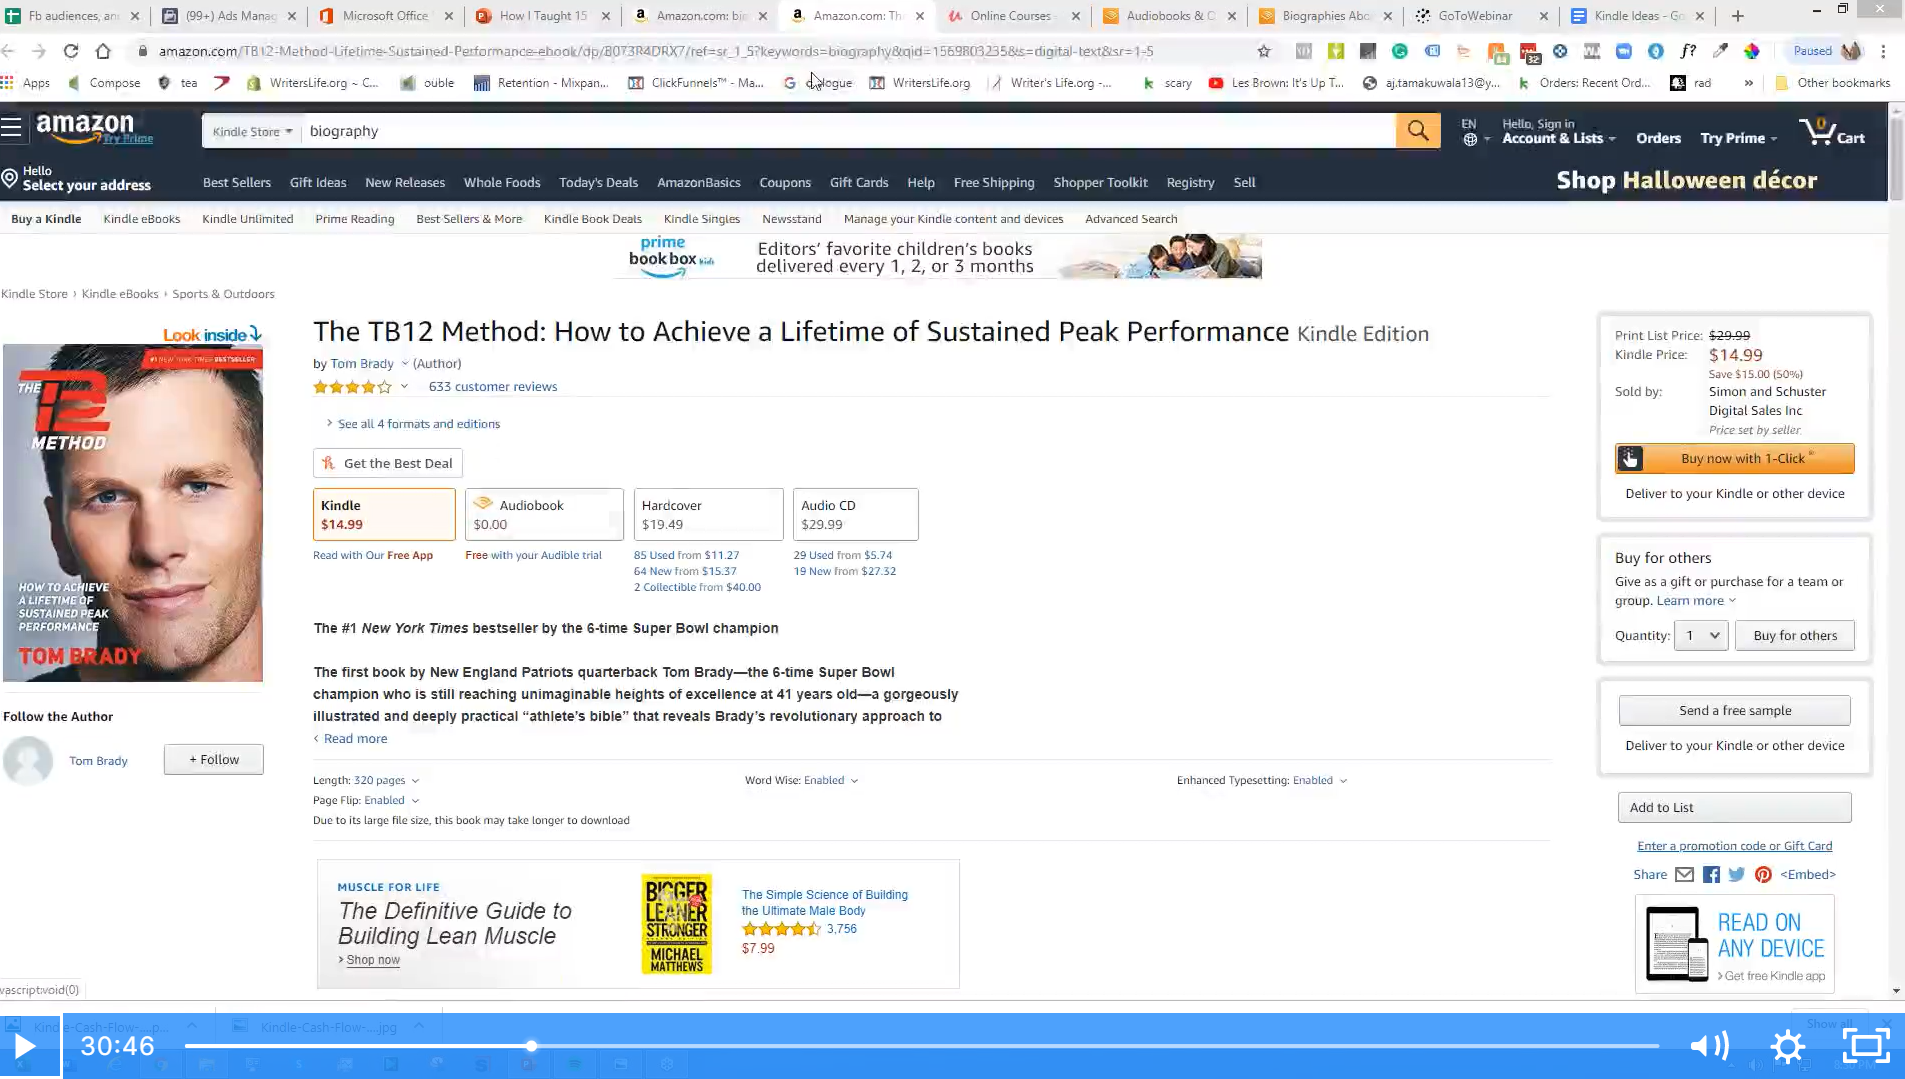 Fb audiences, an
(99+) Ads Manag
Microsoft Office
How I Taught 15
Amazon.com: bi
Amazon.com: Th
Online Courses
Audiobooks & C
Biographies Abo
GoToWebinar
Kindle Ideas - Go
amazon.com/TB12-Method-Lifetime-Sustained-Performance-ebook/dp/B073R4DRX7/ref=sr_1_5?keywords=biography&qid=1569803235&s=digital-text&sr=1-5
32
Paused
Apps
Compose
tea
WritersLife.org ~ C...
ouble
Retention - Mixpan...
ClickFunnels™ - Ma...
WritersLife.org
Writer's Life.org -...
scary
Les Brown: It's Up T...
aj.tamakuwala13@y...
Orders: Recent Ord...
rad
»
Other bookmarks
amazon
Try Prime
Kindle Store
biography
EN
Hello, Sign in
Account & Lists
Orders
Try Prime
0
Cart
Hello
Select your address
Best Sellers
Gift Ideas
New Releases
Whole Foods
Today's Deals
AmazonBasics
Coupons
Gift Cards
Help
Free Shipping
Shopper Toolkit
Registry
Sell
Shop Halloween décor
Buy a Kindle
Kindle eBooks
Kindle Unlimited
Prime Reading
Best Sellers & More
Kindle Book Deals
Kindle Singles
Newsstand
Manage your Kindle content and devices
Advanced Search
prime
book box kids
Editors' favorite children's books
delivered every 1, 2, or 3 months
Kindle Store › Kindle eBooks › Sports & Outdoors
Look inside
#1 NEW YORK TIMES BESTSELLER
THE
TB12
METHOD
HOW TO ACHIEVE
A LIFETIME OF
SUSTAINED PEAK
PERFORMANCE
TOM BRADY
Follow the Author
Tom Brady
+ Follow
The TB12 Method: How to Achieve a Lifetime of Sustained Peak Performance Kindle Edition
by Tom Brady (Author)
633 customer reviews
› See all 4 formats and editions
Get the Best Deal
Kindle
$14.99
Read with Our Free App
Audiobook
$0.00
Free with your Audible trial
Hardcover
$19.49
85 Used from $11.27
64 New from $15.37
2 Collectible from $40.00
Audio CD
$29.99
29 Used from $5.74
19 New from $27.32
The #1 New York Times bestseller by the 6-time Super Bowl champion
The first book by New England Patriots quarterback Tom Brady—the 6-time Super Bowl
champion who is still reaching unimaginable heights of excellence at 41 years old—a gorgeously
illustrated and deeply practical “athlete's bible” that reveals Brady's revolutionary approach to
‹ Read more
Length: 320 pages
Word Wise: Enabled
Enhanced Typesetting: Enabled
Page Flip: Enabled
Due to its large file size, this book may take longer to download
MUSCLE FOR LIFE
The Definitive Guide to
Building Lean Muscle
› Shop now
BIGGER
LEANER
STRONGER
MICHAEL
MATTHEWS
The Simple Science of Building
the Ultimate Male Body
3,756
$7.99
Print List Price: $29.99
Kindle Price: $14.99
Save $15.00 (50%)
Sold by: Simon and Schuster
Digital Sales Inc
Price set by seller.
Buy now with 1-Click
Deliver to your Kindle or other device
Buy for others
Give as a gift or purchase for a team or
group. Learn more
Quantity: 1
Buy for others
Send a free sample
Deliver to your Kindle or other device
Add to List
Enter a promotion code or Gift Card
Share
<Embed>
READ ON
ANY DEVICE
› Get free Kindle app
vascript:void(0)
Kindle-Cash-Flow-....p...
Kindle-Cash-Flow-....jpg
Show all
30:46